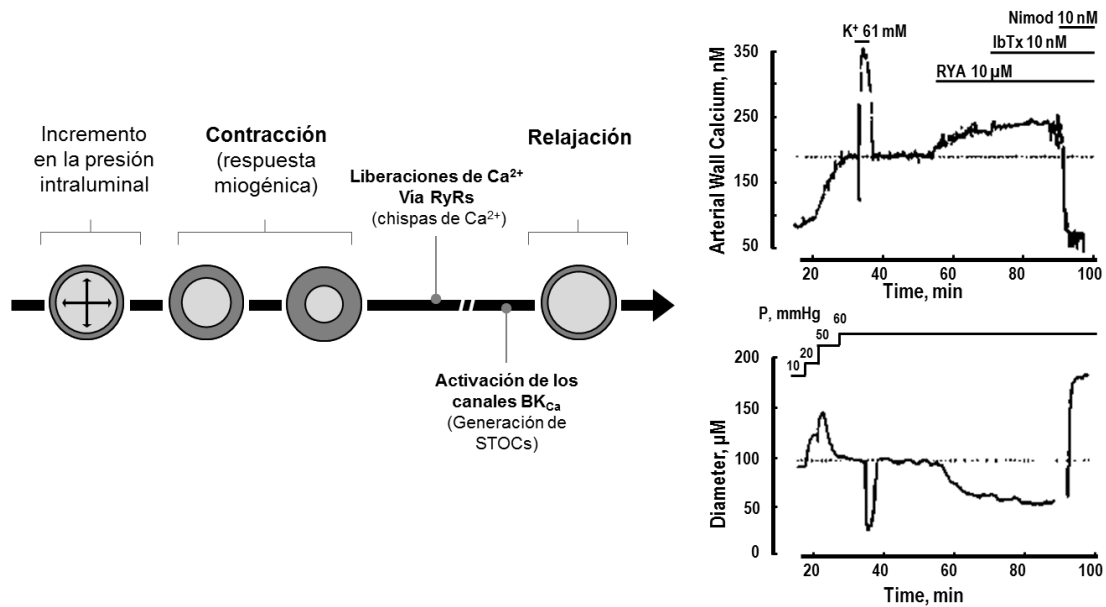 Incremento
en la presión
intraluminal
Contracción
(respuesta
miogénica)
Liberaciones de Ca²⁺
Vía RyRs
(chispas de Ca²⁺)
Relajación
Activación de los
canales BK_Ca
(Generación de
STOCs)
Nimod 10 nM
K⁺ 61 mM
IbTx 10 nM
RYA 10 µM
Arterial Wall Calcium, nM
350
250
150
50
20 40 60 80 100
Time, min
P, mmHg
60
50
20
10
Diameter, µM
200
150
100
50
0
20 40 60 80 100
Time, min